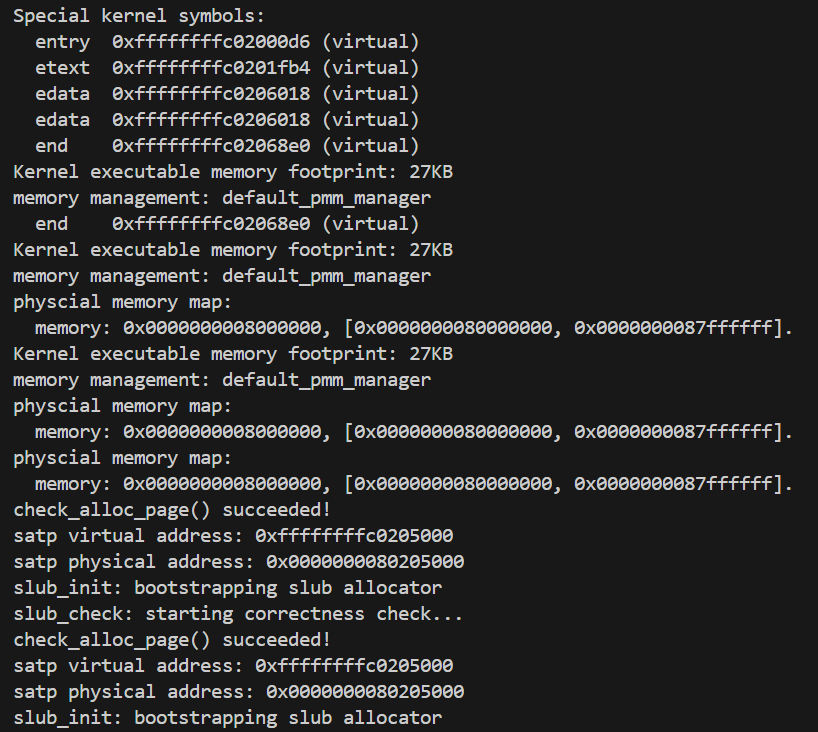 Special kernel symbols:
  entry  0xffffffffc02000d6 (virtual)
  etext  0xffffffffc0201fb4 (virtual)
  edata  0xffffffffc0206018 (virtual)
  edata  0xffffffffc0206018 (virtual)
  end    0xffffffffc02068e0 (virtual)
Kernel executable memory footprint: 27KB
memory management: default_pmm_manager
  end    0xffffffffc02068e0 (virtual)
Kernel executable memory footprint: 27KB
memory management: default_pmm_manager
physcial memory map:
  memory: 0x0000000008000000, [0x0000000080000000, 0x0000000087ffffff].
Kernel executable memory footprint: 27KB
memory management: default_pmm_manager
physcial memory map:
  memory: 0x0000000008000000, [0x0000000080000000, 0x0000000087ffffff].
physcial memory map:
  memory: 0x0000000008000000, [0x0000000080000000, 0x0000000087ffffff].
check_alloc_page() succeeded!
satp virtual address: 0xffffffffc0205000
satp physical address: 0x0000000080205000
slub_init: bootstrapping slub allocator
slub_check: starting correctness check...
check_alloc_page() succeeded!
satp virtual address: 0xffffffffc0205000
satp physical address: 0x0000000080205000
slub_init: bootstrapping slub allocator